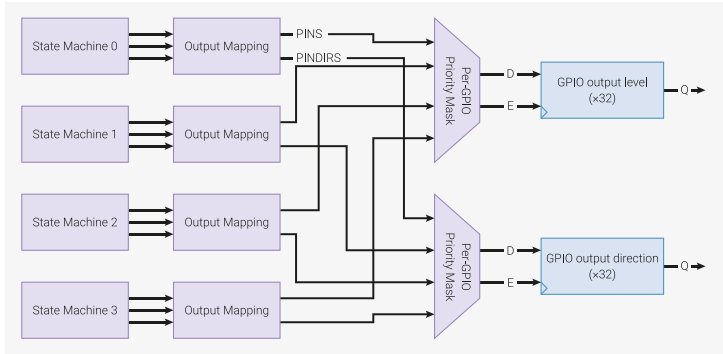 State Machine 0
Output Mapping
PINS
PINDIRS
Per-GPIO
Priority Mask
D
E
GPIO output level
(×32)
Q
State Machine 1
Output Mapping
State Machine 2
Output Mapping
Per-GPIO
Priority Mask
D
E
GPIO output direction
(×32)
Q
State Machine 3
Output Mapping